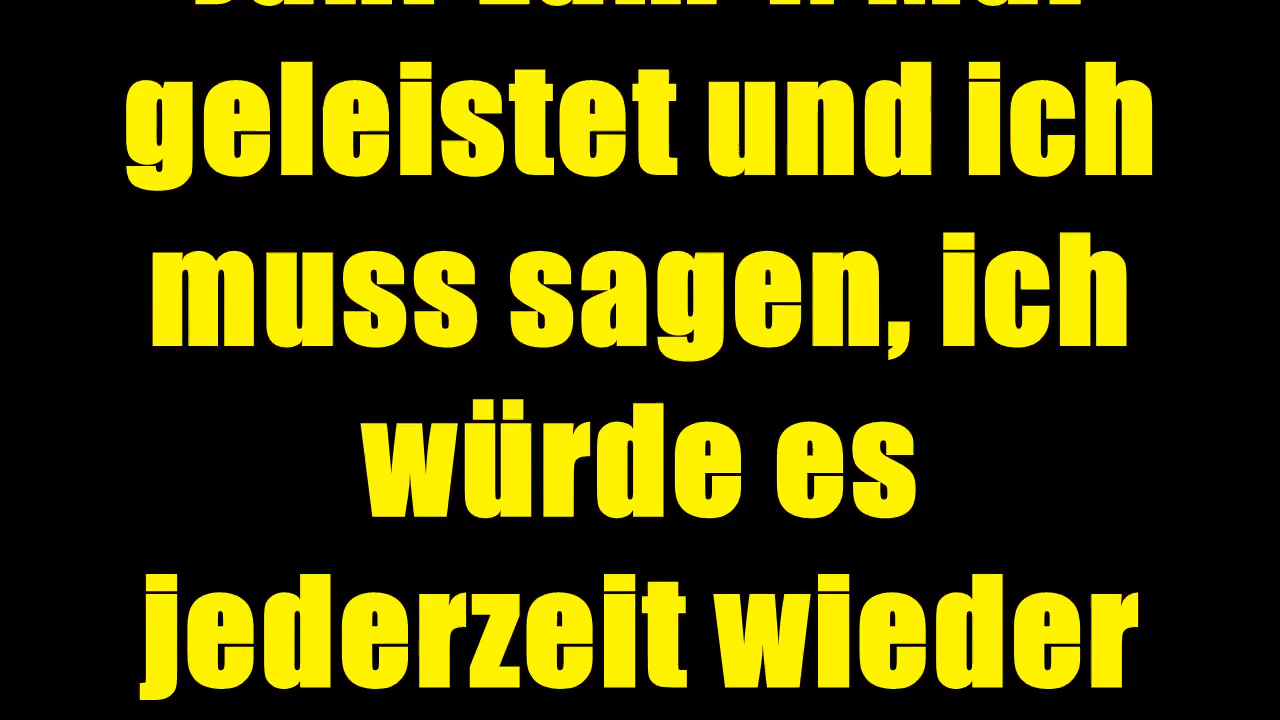 geleistet und ich
muss sagen, ich
würde es
jederzeit wieder